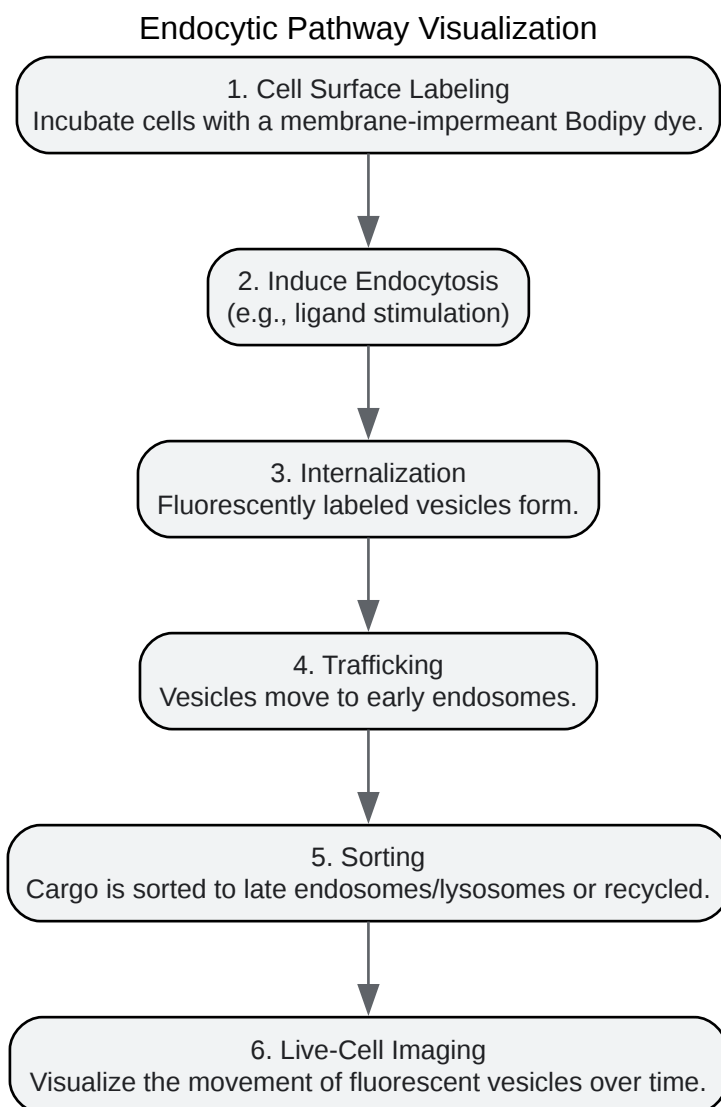 Endocytic Pathway Visualization
1. Cell Surface Labeling
Incubate cells with a membrane-impermeant Bodipy dye.
2. Induce Endocytosis
(e.g., ligand stimulation)
3. Internalization
Fluorescently labeled vesicles form.
4. Trafficking
Vesicles move to early endosomes.
5. Sorting
Cargo is sorted to late endosomes/lysosomes or recycled.
6. Live-Cell Imaging
Visualize the movement of fluorescent vesicles over time.